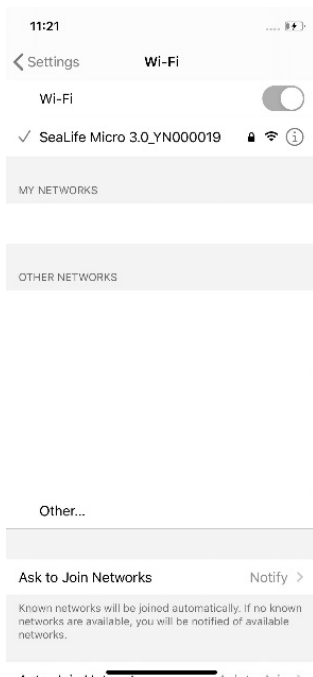 11:21
Settings
Wi-Fi
Wi-Fi
SeaLife Micro 3.0_YN000019
MY NETWORKS
OTHER NETWORKS
Other...
Ask to Join Networks Notify
Known networks will be joined automatically. If no known
networks are available, you will be notified of available
networks.